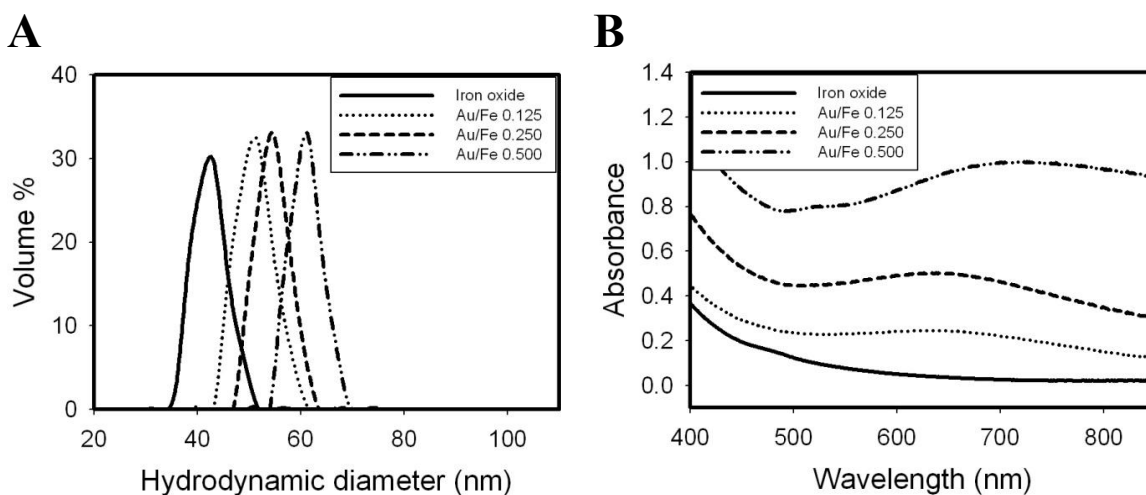 A
40
30
20
10
0
Volume %
Iron oxide
Au/Fe 0.125
Au/Fe 0.250
Au/Fe 0.500
20 40 60 80 100
Hydrodynamic diameter (nm)
B
1.4
1.2
1.0
0.8
0.6
0.4
0.2
0.0
Absorbance
Iron oxide
Au/Fe 0.125
Au/Fe 0.250
Au/Fe 0.500
400 500 600 700 800
Wavelength (nm)